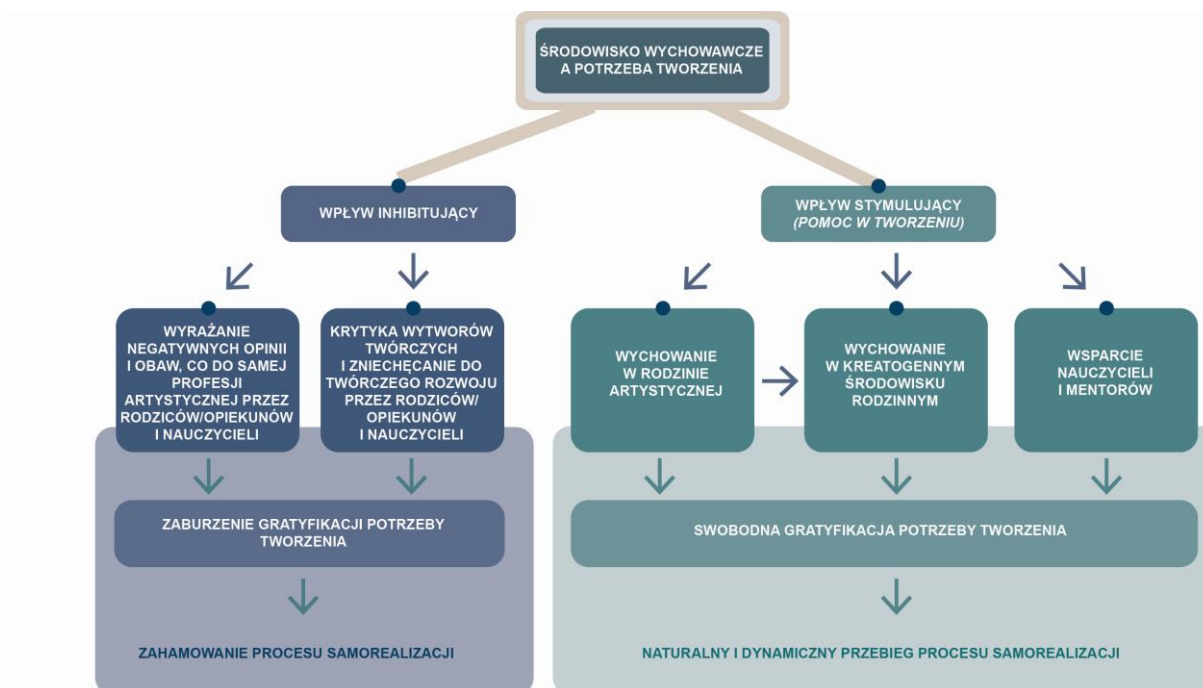 ŚRODOWISKO WYCHOWAWCZE
A POTRZEBA TWORZENIA
WPŁYW INHIBITUJĄCY
WPŁYW STYMULUJĄCY
(POMOC W TWORZENIU)
WYRAŻANIE
NEGATYWNYCH OPINII
I OBAW, CO DO SAMEJ
PROFESJI
ARTYSTYCZNEJ PRZEZ
RODZICÓW/OPIEKUNÓW
I NAUCZYCIELI
KRYTYKA WYTWORÓW
TWÓRCZYCH
I ZNIECHĘCANIE DO
TWÓRCZEGO ROZWOJU
PRZEZ RODZICÓW/
OPIEKUNÓW
I NAUCZYCIELI
WYCHOWANIE
W RODZINIE
ARTYSTYCZNEJ
WYCHOWANIE
W KREATOGENNYM
ŚRODOWISKU
RODZINNYM
WSPARCIE
NAUCZYCIELI
I MENTORÓW
ZABURZENIE GRATYFIKACJI POTRZEBY
TWORZENIA
SWOBODNA GRATYFIKACJA POTRZEBY TWORZENIA
ZAHAMOWANIE PROCESU SAMOREALIZACJI
NATURALNY I DYNAMICZNY PRZEBIEG PROCESU SAMOREALIZACJI